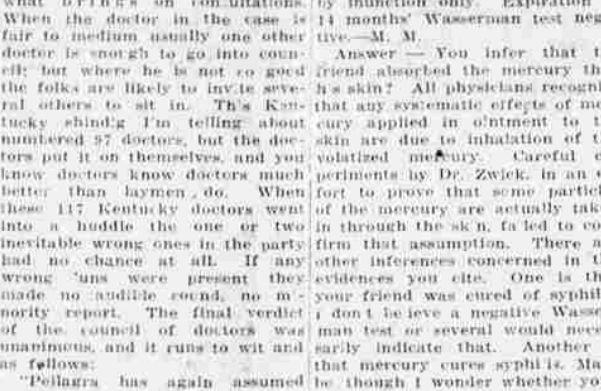 what brings on consultations.
When the doctor in the case is
fair to medium usually one other
doctor is enough to go into coun-
cil; but where he is not so good
the folks are likely to invite seve-
ral others to sit in. Th's Ken-
tucky shindig I'm telling about
numbered 97 doctors, but the doc-
tors put it on themselves, and you
know doctors know doctors much
better than laymen do. When
these 117 Kentucky doctors went
into a huddle the one or two
inevitable wrong ones in the party
had no chance at all. If any
wrong 'uns were present they
made no audible sound, no mi-
nority report. The final verdict
of the council of doctors was
unanimous, and it runs to wit and
as follows:
"Pellagra has again assumed
by inunction only. Expiration
14 months' Wasserman test neg
tive.—M. M.
Answer — You infer that t
friend absorbed the mercury th
h's skin? All physicians recogni
that any systematic effects of me
cury applied in ointment to t
skin are due to inhalation of t
volatized mercury. Careful e
periments by Dr. Zwick, in an e
fort to prove that some particl
of the mercury are actually tak
in through the sk n, fa led to co
firm that assumption. There a
other inferences concerned in t
evidences you cite. One is th
your friend was cured of syphil
I don t be ieve a negative Wasse
man test or several would nece
sarily indicate that. Another
that mercury cures syphi is. Ma
be though I wonder whether yo